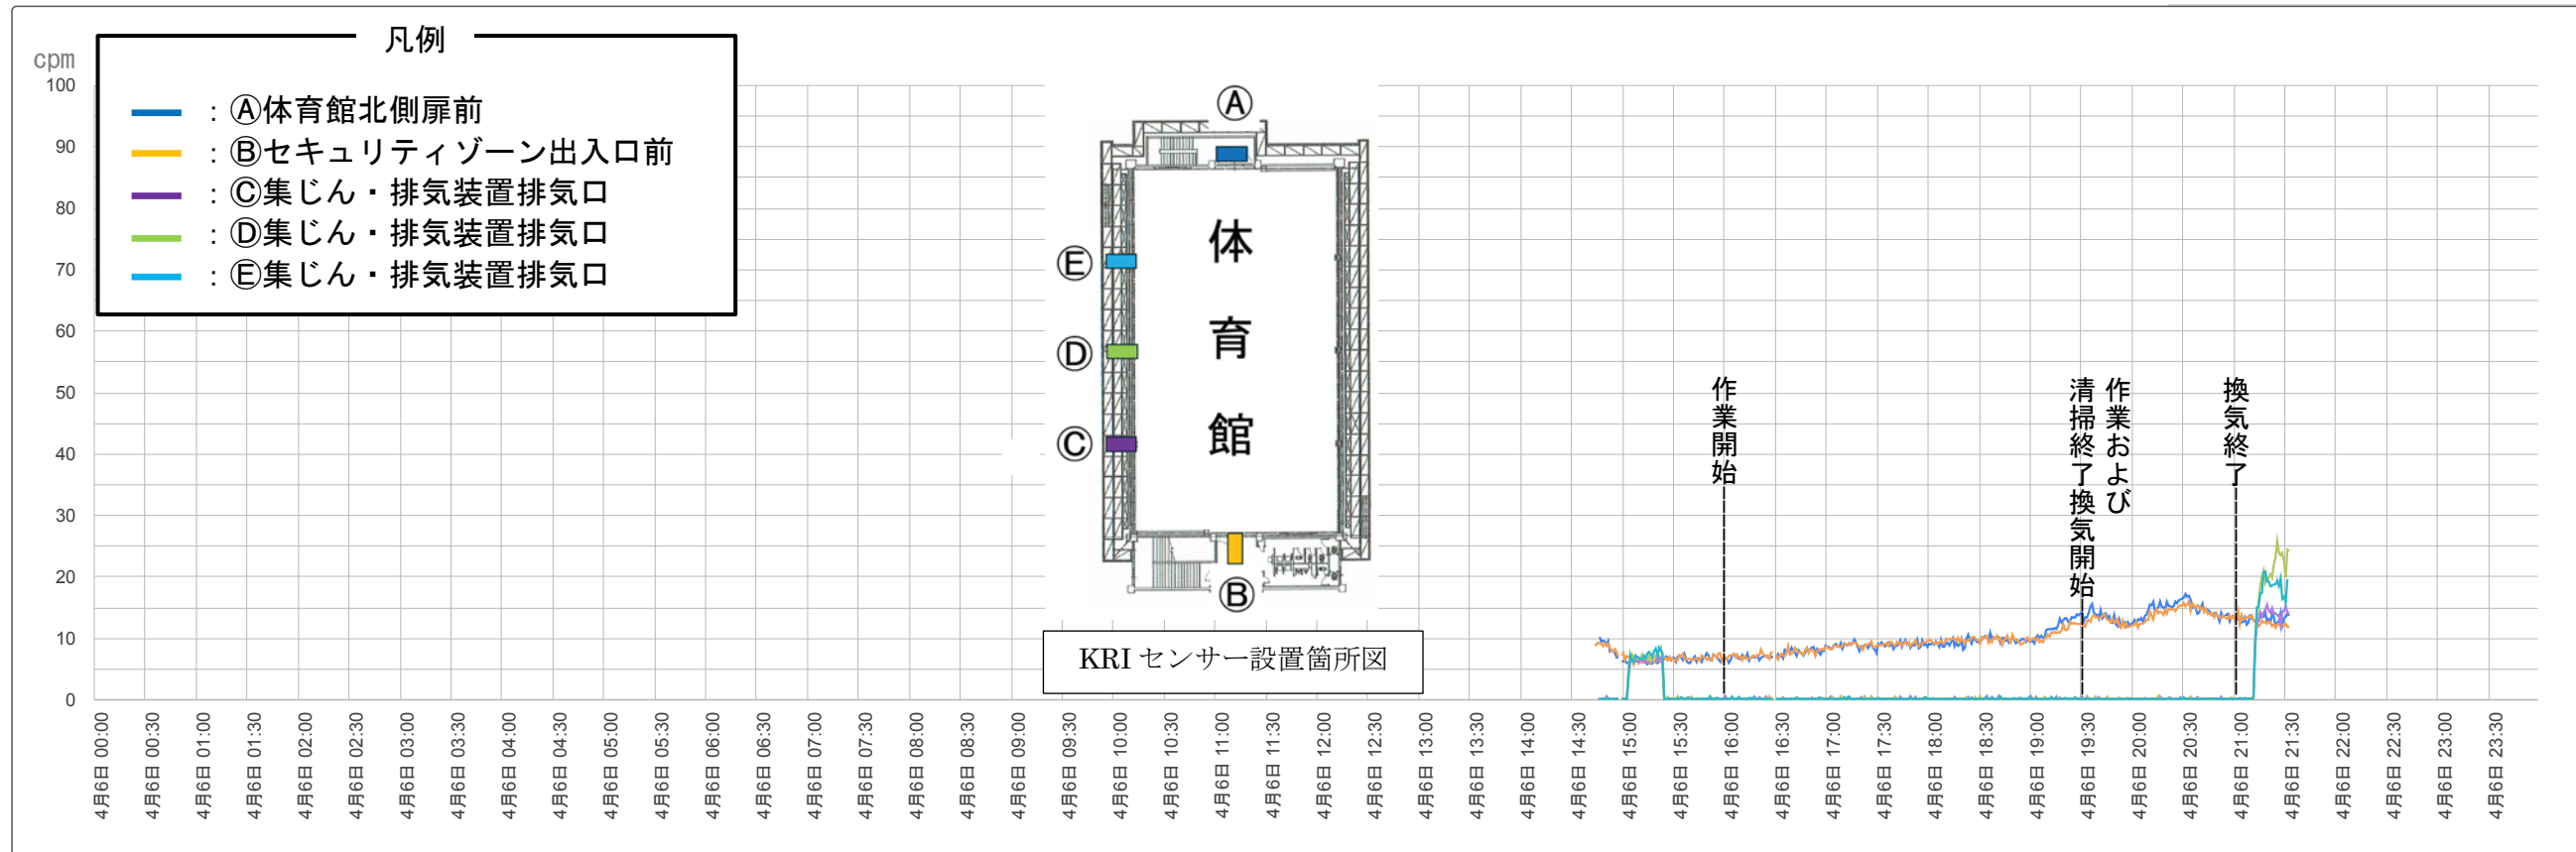 凡例
:Ⓐ体育館北側扉前
:Ⓑセキュリティゾーン出入口前
:Ⓒ集じん・排気装置排気口
:Ⓓ集じん・排気装置排気口
:Ⓔ集じん・排気装置排気口
cpm
100
90
80
70
60
50
40
30
20
10
0
Ⓐ
Ⓔ
Ⓓ
Ⓒ
Ⓑ
体育館
KRIセンサー設置箇所図
作業開始
作業および
清掃終了換気開始
換気終了
4月6日 00:00
4月6日 00:30
4月6日 01:00
4月6日 01:30
4月6日 02:00
4月6日 02:30
4月6日 03:00
4月6日 03:30
4月6日 04:00
4月6日 04:30
4月6日 05:00
4月6日 05:30
4月6日 06:00
4月6日 06:30
4月6日 07:00
4月6日 07:30
4月6日 08:00
4月6日 08:30
4月6日 09:00
4月6日 09:30
4月6日 10:00
4月6日 10:30
4月6日 11:00
4月6日 11:30
4月6日 12:00
4月6日 12:30
4月6日 13:00
4月6日 13:30
4月6日 14:00
4月6日 14:30
4月6日 15:00
4月6日 15:30
4月6日 16:00
4月6日 16:30
4月6日 17:00
4月6日 17:30
4月6日 18:00
4月6日 18:30
4月6日 19:00
4月6日 19:30
4月6日 20:00
4月6日 20:30
4月6日 21:00
4月6日 21:30
4月6日 22:00
4月6日 22:30
4月6日 23:00
4月6日 23:30